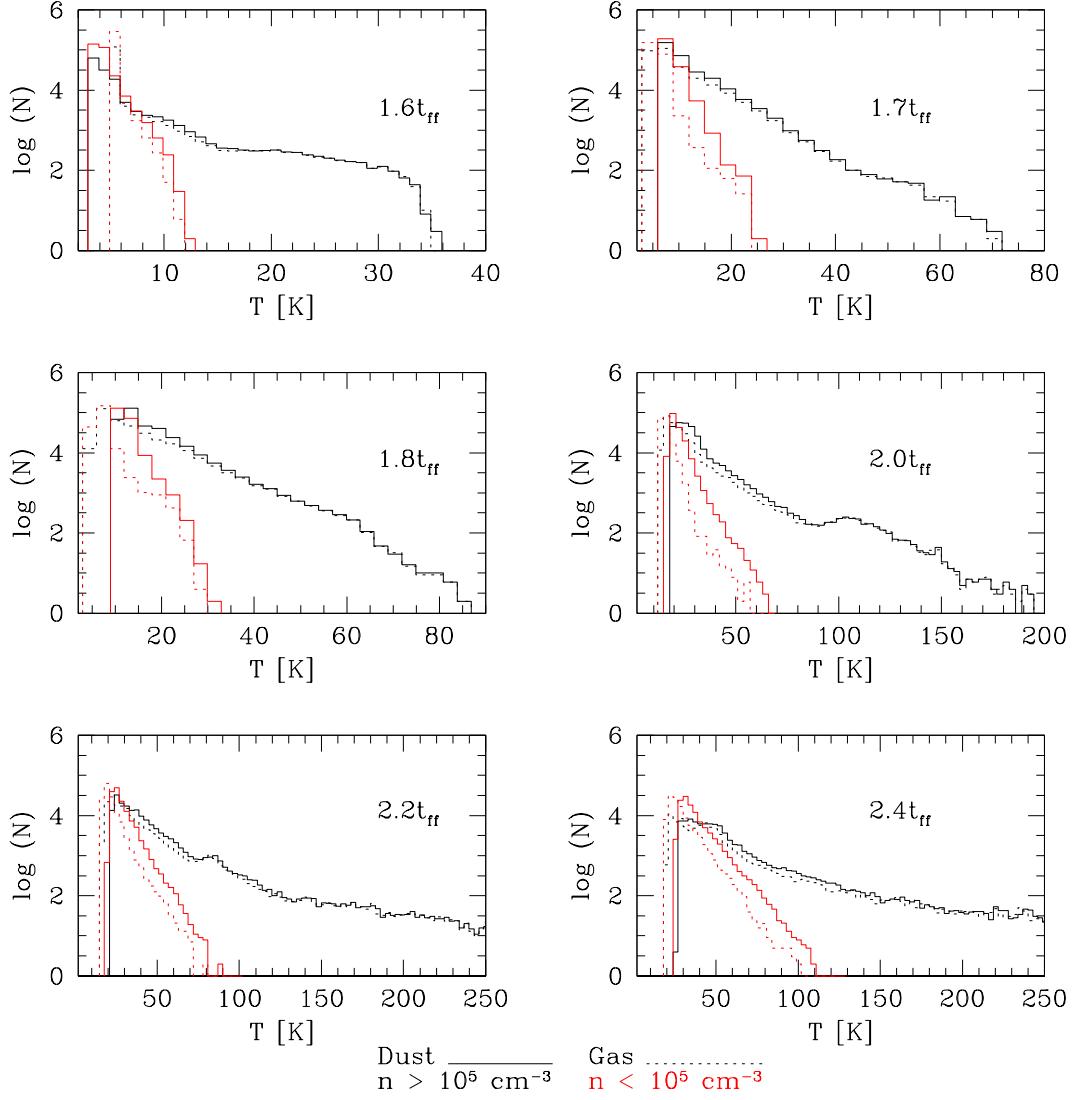 6
4
2
0
log (N)
1.6t_ff
10 20 30 40
T [K]
6
4
2
0
log (N)
1.7t_ff
20 40 60 80
T [K]
6
4
2
0
log (N)
1.8t_ff
20 40 60 80
T [K]
6
4
2
0
log (N)
2.0t_ff
50 100 150 200
T [K]
6
4
2
0
log (N)
2.2t_ff
50 100 150 200 250
T [K]
6
4
2
0
log (N)
2.4t_ff
50 100 150 200 250
T [K]
Dust Gas
n > 10⁵ cm⁻³ n < 10⁵ cm⁻³